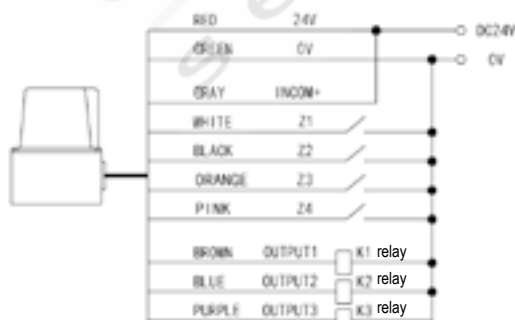 RED 24V
DC24V
GREEN 0V
0V
GRAY INCOM+
WHITE Z1
BLACK Z2
ORANGE Z3
PINK Z4
BROWN OUTPUT1 K1 relay
BLUE OUTPUT2 K2 relay
PURPLE OUTPUT3 K3 relay